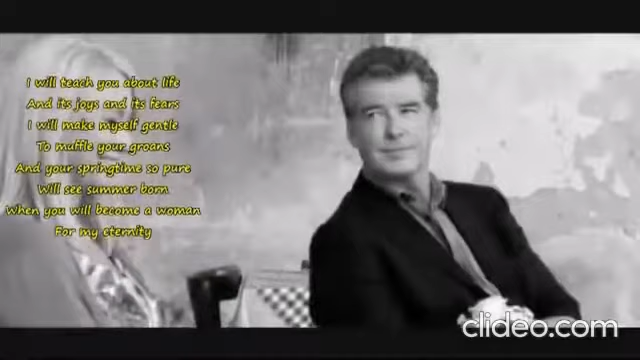 I will teach you about life
And its joys and its fears
I will make myself gentle
To muffle your groans
And your springtime so pure
Will see summer born
When you will become a woman
For my eternity
clideo.com